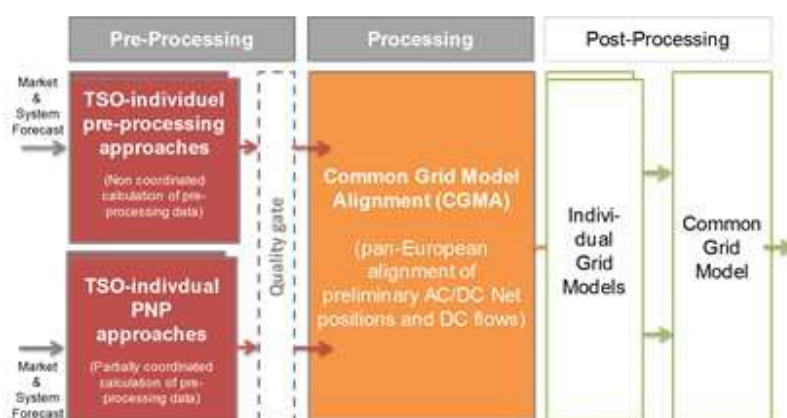 Pre-Processing
Processing
Post-Processing
Market
&
System
Forecast
TSO-individuel
pre-processing
approaches
(Non coordinated
calculation of pre-
processing data)
Quality gate
TSO-indivdual
PNP
approaches
(Partially coordinated
calculation of pre-
processing data)
Market
&
System
Forecast
Common Grid Model
Alignment (CGMA)
(pan-European
alignment of
preliminary AC/DC Net
positions and DC flows)
Indivi-
dual
Grid
Models
Common
Grid
Model